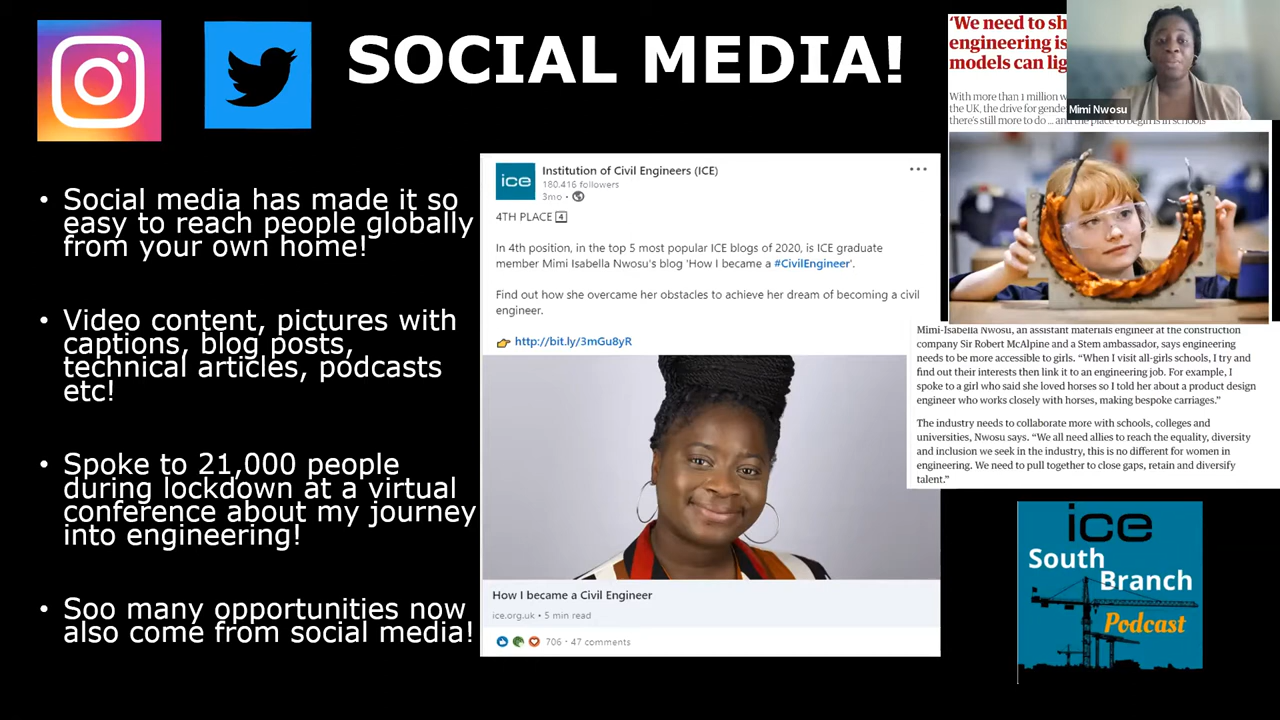 SOCIAL MEDIA!
• Social media has made it so
easy to reach people globally
from your own home!
• Video content, pictures with
captions, blog posts,
technical articles, podcasts
etc!
• Spoke to 21,000 people
during lockdown at a virtual
conference about my journey
into engineering!
• Soo many opportunities now
also come from social media!
ice
Institution of Civil Engineers (ICE)
180,416 followers
3mo •
4TH PLACE 4
In 4th position, in the top 5 most popular ICE blogs of 2020, is ICE graduate
member Mimi Isabella Nwosu's blog 'How I became a #CivilEngineer'.
Find out how she overcame her obstacles to achieve her dream of becoming a civil
engineer.
http://bit.ly/3mGu8yR
How I became a Civil Engineer
ice.org.uk • 5 min read
706 • 47 comments
‘We need to
engineering
models can
With more than 1 million
the UK, the drive for
there's still more to do ... and the place to begin is in schools
Mimi Nwosu
Mimi-Isabella Nwosu, an assistant materials engineer at the construction
company Sir Robert McAlpine and a Stem ambassador, says engineering
needs to be more accessible to girls. “When I visit all-girls schools, I try and
find out their interests then link it to an engineering job. For example, I
spoke to a girl who said she loved horses so I told her about a product design
engineer who works closely with horses, making bespoke carriages.”
The industry needs to collaborate more with schools, colleges and
universities, Nwosu says. “We all need allies to reach the equality, diversity
and inclusion we seek in the industry, this is no different for women in
engineering. We need to pull together to close gaps, retain and diversify
talent.”
ice
South
Branch
Podcast